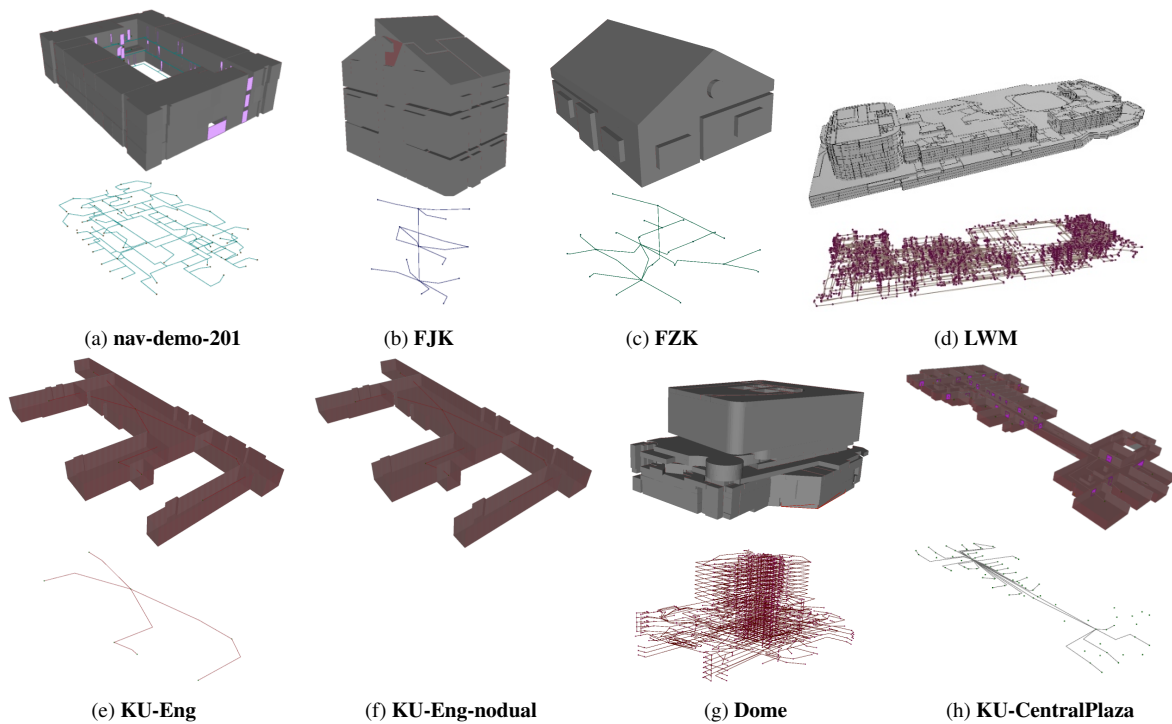 (a) nav-demo-201
(b) FJK
(c) FZK
(d) LWM
(e) KU-Eng
(f) KU-Eng-nodual
(g) Dome
(h) KU-CentralPlaza